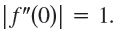 |f″(0)| = 1.